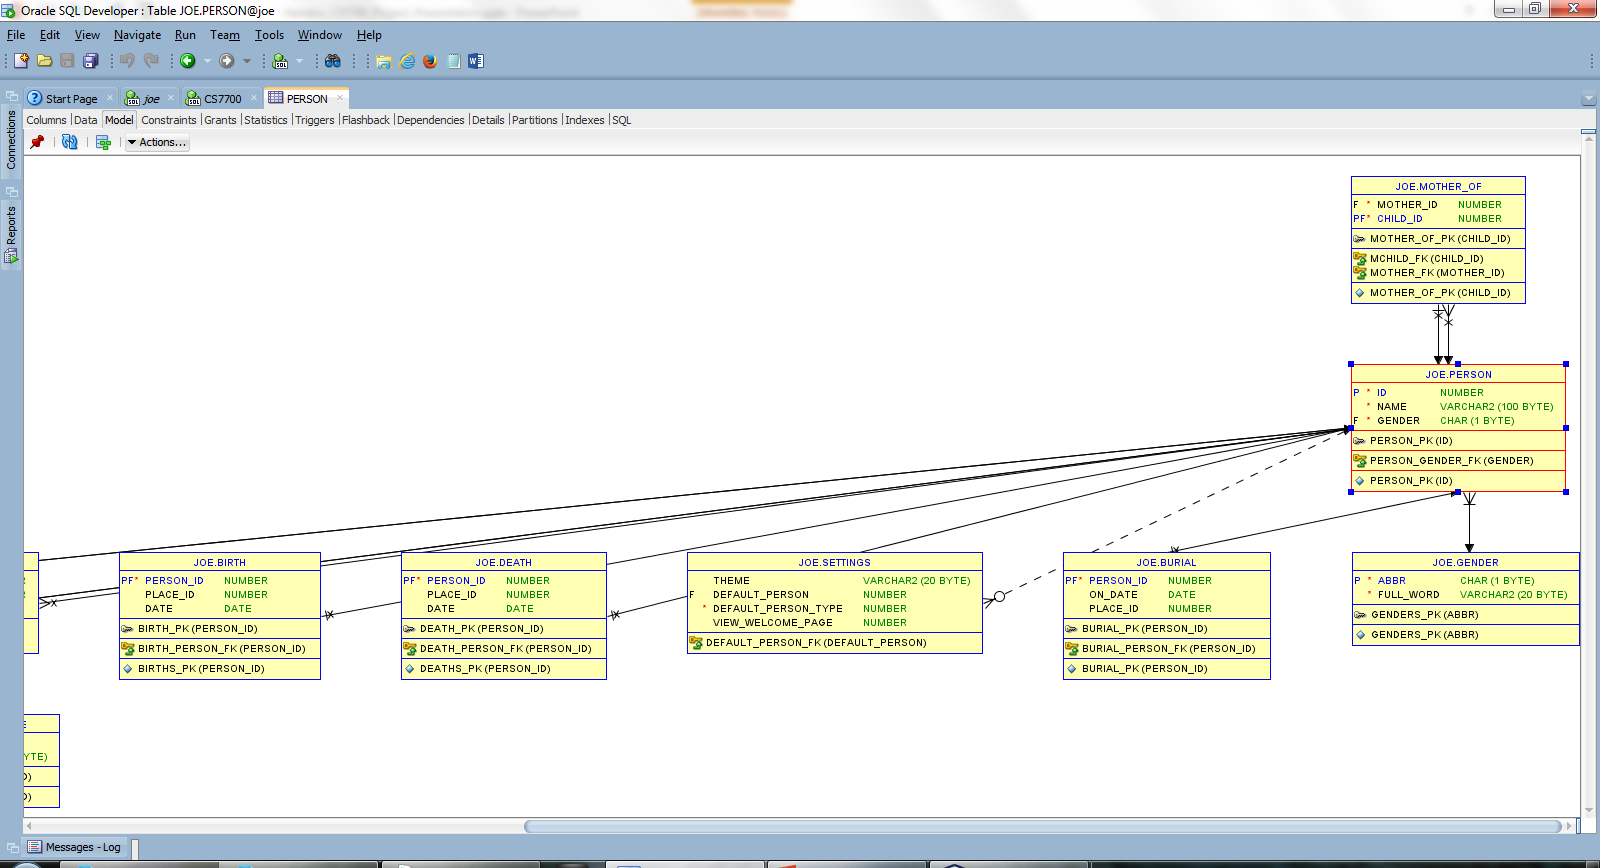 Oracle SQL Developer : Table JOE.PERSON@joe
File Edit View Navigate Run Team Tools Window Help
Start Page joe CS7700 PERSON
Columns Data Model Constraints Grants Statistics Triggers Flashback Dependencies Details Partitions Indexes SQL
Actions...
Connections
Reports
JOE.MOTHER_OF
F * MOTHER_ID NUMBER
PF* CHILD_ID NUMBER
MOTHER_OF_PK (CHILD_ID)
MCHILD_FK (CHILD_ID)
MOTHER_FK (MOTHER_ID)
MOTHER_OF_PK (CHILD_ID)
JOE.PERSON
P * ID NUMBER
* NAME VARCHAR2 (100 BYTE)
F * GENDER CHAR (1 BYTE)
PERSON_PK (ID)
PERSON_GENDER_FK (GENDER)
PERSON_PK (ID)
JOE.BIRTH
PF* PERSON_ID NUMBER
PLACE_ID NUMBER
DATE DATE
BIRTH_PK (PERSON_ID)
BIRTH_PERSON_FK (PERSON_ID)
BIRTHS_PK (PERSON_ID)
JOE.DEATH
PF* PERSON_ID NUMBER
PLACE_ID NUMBER
DATE DATE
DEATH_PK (PERSON_ID)
DEATH_PERSON_FK (PERSON_ID)
DEATHS_PK (PERSON_ID)
JOE.SETTINGS
THEME VARCHAR2 (20 BYTE)
F DEFAULT_PERSON NUMBER
* DEFAULT_PERSON_TYPE NUMBER
VIEW_WELCOME_PAGE NUMBER
DEFAULT_PERSON_FK (DEFAULT_PERSON)
JOE.BURIAL
PF* PERSON_ID NUMBER
ON_DATE DATE
PLACE_ID NUMBER
BURIAL_PK (PERSON_ID)
BURIAL_PERSON_FK (PERSON_ID)
BURIAL_PK (PERSON_ID)
JOE.GENDER
P * ABBR CHAR (1 BYTE)
* FULL_WORD VARCHAR2 (20 BYTE)
GENDERS_PK (ABBR)
GENDERS_PK (ABBR)
YTE)
D)
D)
Messages - Log